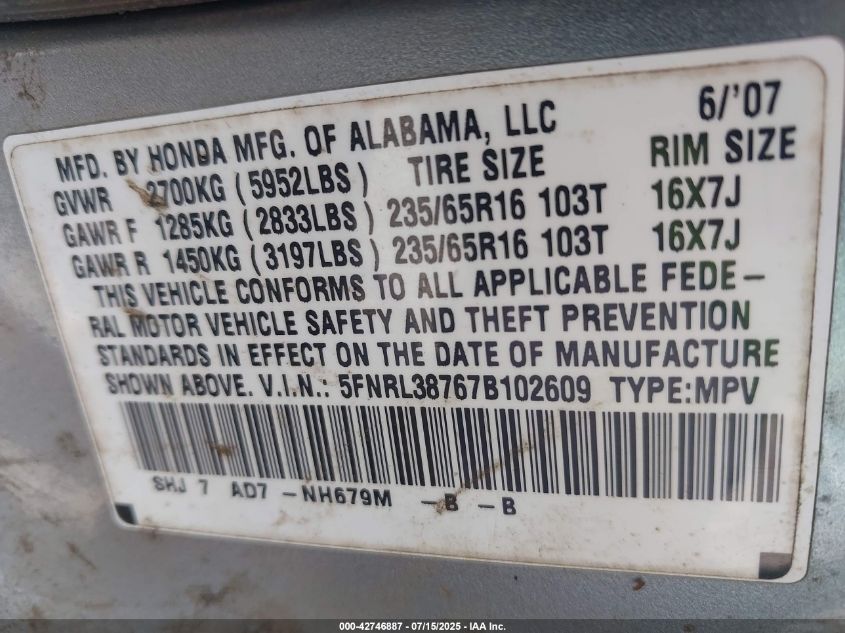 MFD. BY HONDA MFG. OF ALABAMA, LLC 6/'07
GVWR 2700KG (5952LBS) TIRE SIZE RIM SIZE
GAWR F 1285KG (2833LBS) 235/65R16 103T 16X7J
GAWR R 1450KG (3197LBS) 235/65R16 103T 16X7J
THIS VEHICLE CONFORMS TO ALL APPLICABLE FEDE-
RAL MOTOR VEHICLE SAFETY AND THEFT PREVENTION
STANDARDS IN EFFECT ON THE DATE OF MANUFACTURE
SHOWN ABOVE. V.I.N.: 5FNRL38767B102609 TYPE:MPV
SHJ 7 AD7 -NH679M -B -B
000-42746887 - 07/15/2025 - IAA Inc.